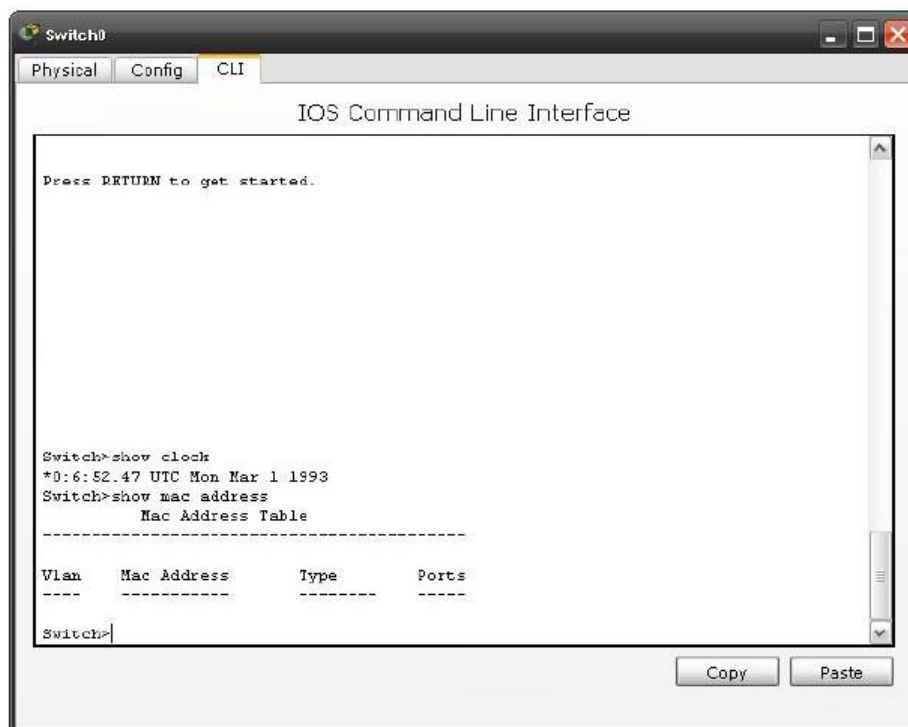 Switch0
Physical Config CLI
IOS Command Line Interface
Press RETURN to get started.
Switch>show clock
*0:6:52.47 UTC Mon Mar 1 1993
Switch>show mac address
Mac Address Table
-------------------------------------------
Vlan Mac Address Type Ports
---- ----------- -------- -----
Switch>
Copy Paste